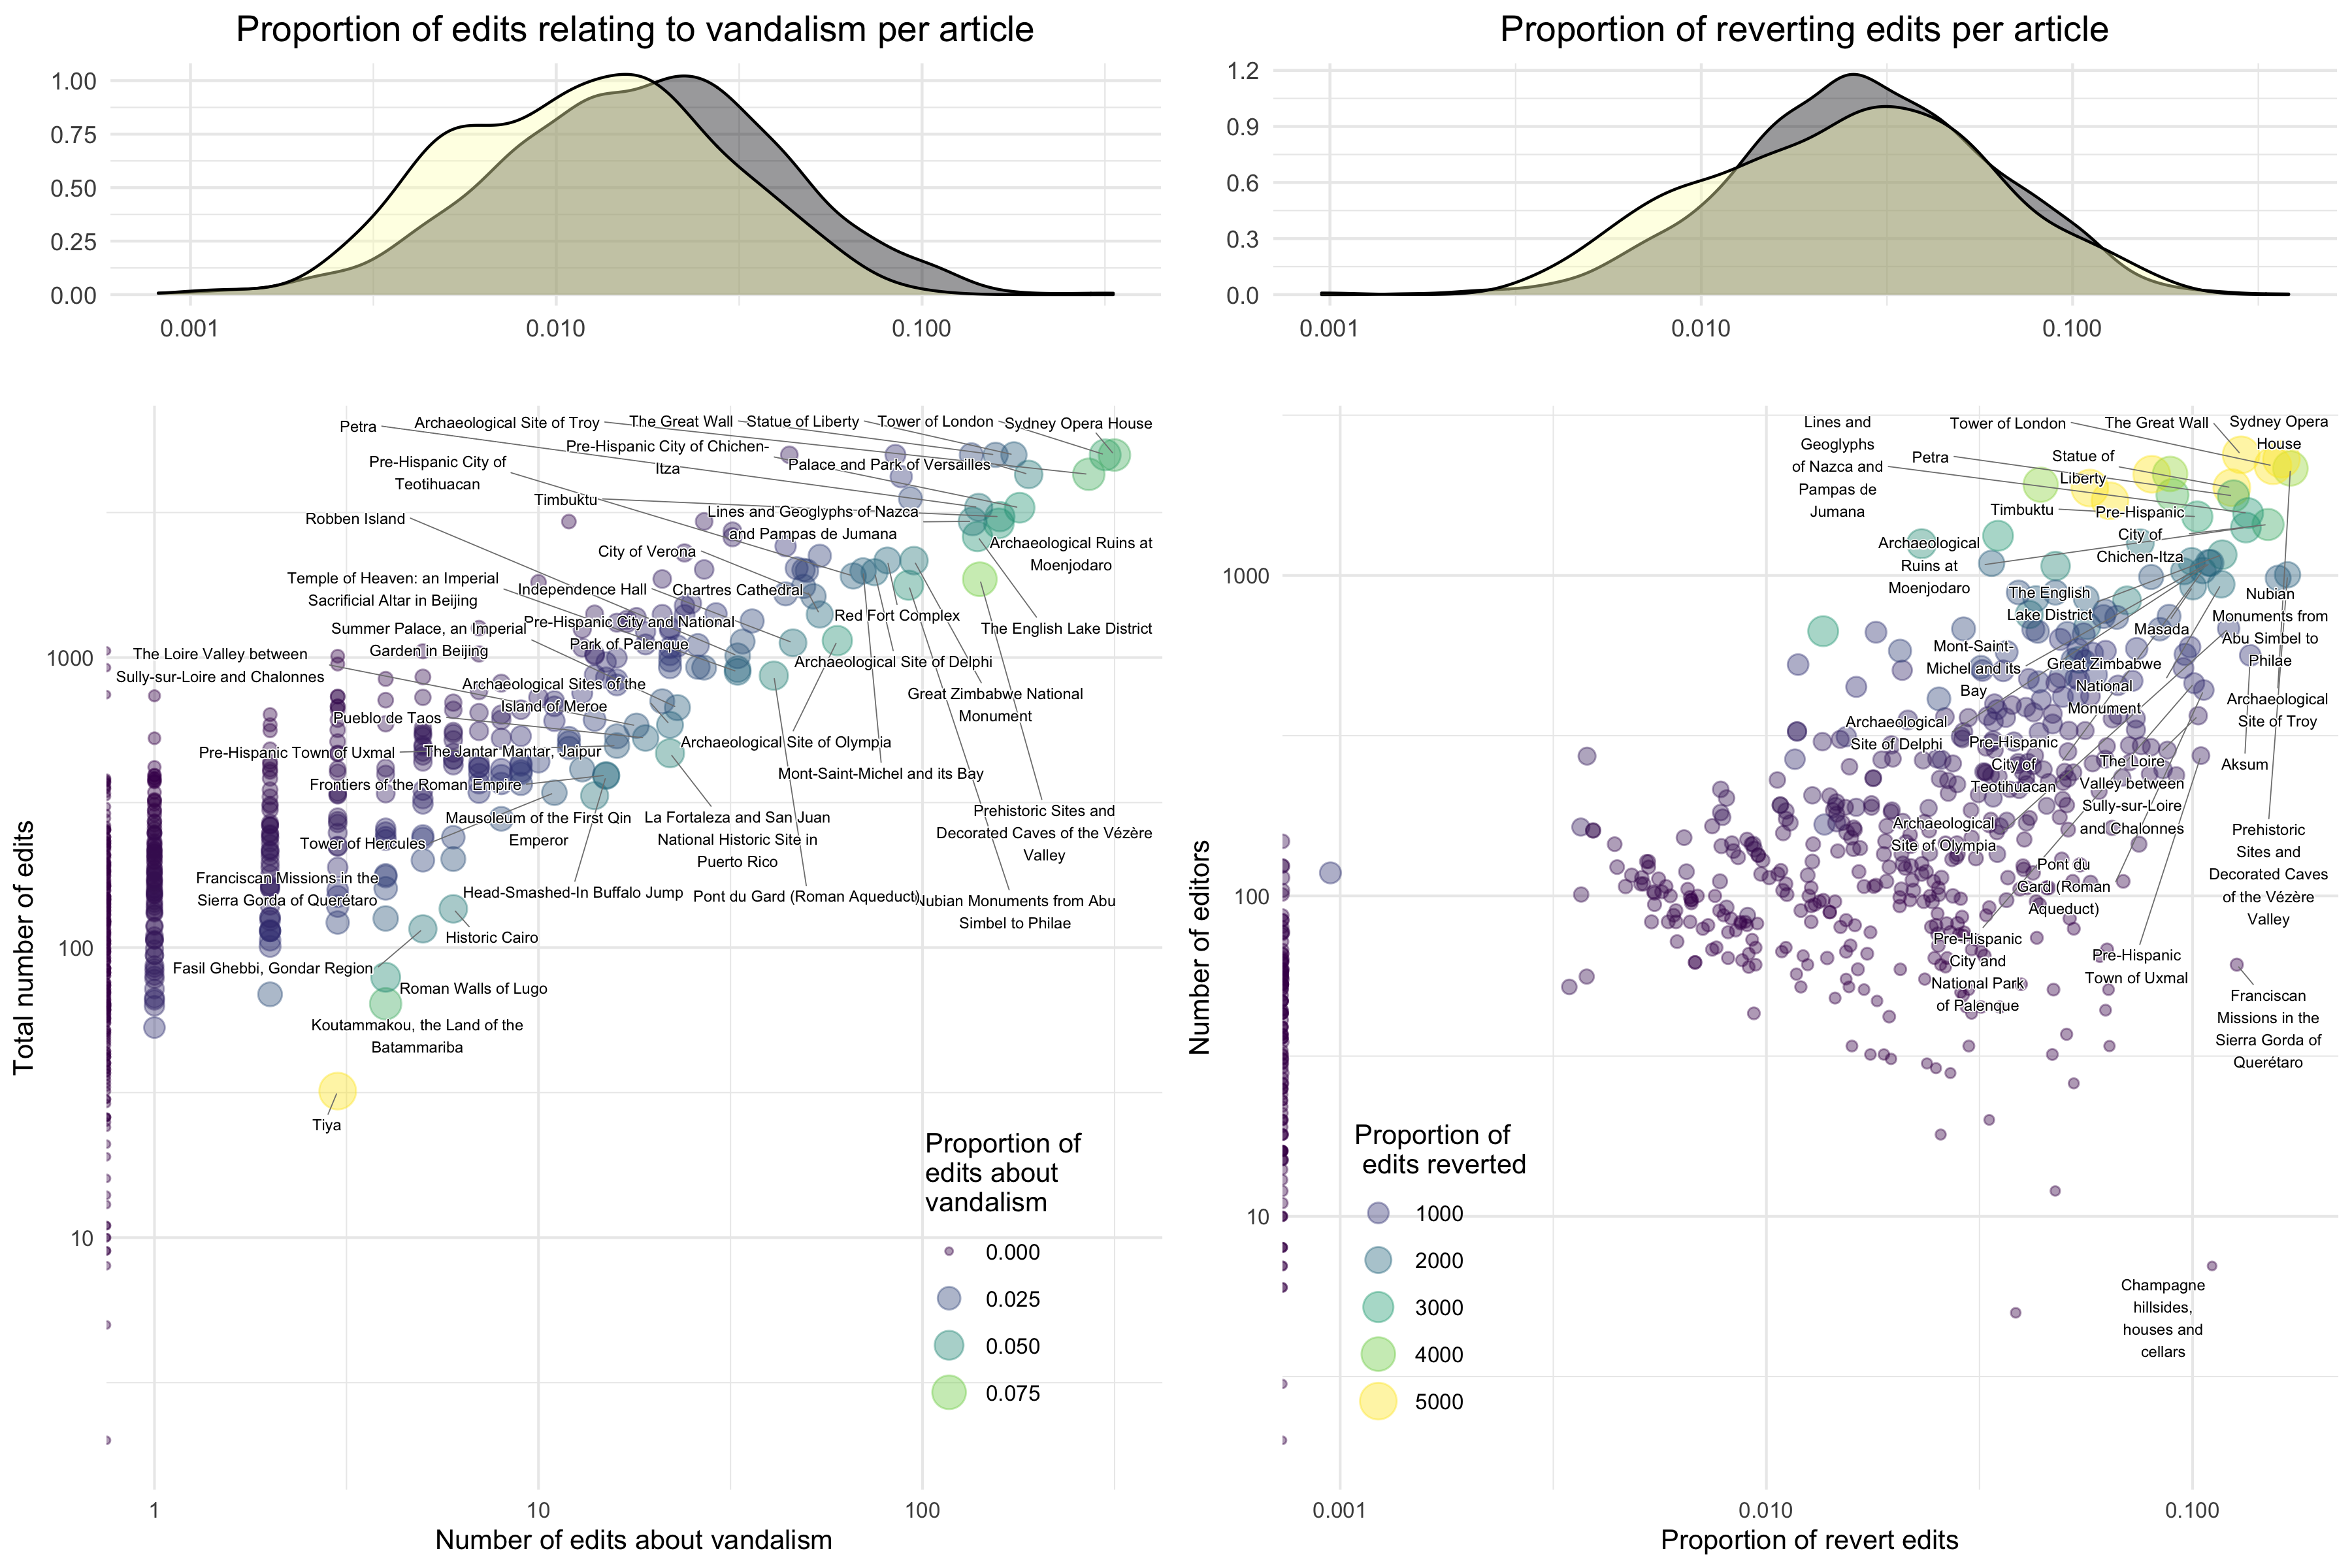 Proportion of edits relating to vandalism per article
1.00
0.75
0.50
0.25
0.00
0.001
0.010
0.100
Proportion of reverting edits per article
1.2
0.9
0.6
0.3
0.0
0.001
0.010
0.100
Petra
Archaeological Site of Troy
The Great Wall
Statue of Liberty
Tower of London
Sydney Opera House
Pre-Hispanic City of Chichen-
Itza
Pre-Hispanic City of
Teotihuacan
Palace and Park of Versailles
Timbuktu
Robben Island
Lines and Geoglyphs of Nazca
and Pampas de Jumana
City of Verona
Archaeological Ruins at
Moenjodaro
Temple of Heaven: an Imperial
Sacrificial Altar in Beijing
Independence Hall
Chartres Cathedral
Red Fort Complex
The English Lake District
Summer Palace, an Imperial
Garden in Beijing
Pre-Hispanic City and National
Park of Palenque
The Loire Valley between
Sully-sur-Loire and Chalonnes
Archaeological Site of Delphi
Archaeological Sites of the
Island of Meroe
Great Zimbabwe National
Monument
Pueblo de Taos
Archaeological Site of Olympia
Pre-Hispanic Town of Uxmal
The Jantar Mantar, Jaipur
Mont-Saint-Michel and its Bay
Frontiers of the Roman Empire
Prehistoric Sites and
Decorated Caves of the Vézère
Valley
Mausoleum of the First Qin
Emperor
La Fortaleza and San Juan
National Historic Site in
Puerto Rico
Tower of Hercules
Franciscan Missions in the
Sierra Gorda of Querétaro
Head-Smashed-In Buffalo Jump
Pont du Gard (Roman Aqueduct)
Nubian Monuments from Abu
Simbel to Philae
Historic Cairo
Fasil Ghebbi, Gondar Region
Roman Walls of Lugo
Koutammakou, the Land of the
Batammariba
Tiya
1000
100
10
Total number of edits
1
10
100
Number of edits about vandalism
Proportion of
edits about
vandalism
0.000
0.025
0.050
0.075
Lines and
Geoglyphs
of Nazca and
Pampas de
Jumana
Tower of London
The Great Wall
Sydney Opera
House
Petra
Statue of
Liberty
Timbuktu
Pre-Hispanic
City of
Chichen-Itza
Archaeological
Ruins at
Moenjodaro
The English
Lake District
Nubian
Monuments from
Abu Simbel to
Philae
Masada
Mont-Saint-
Michel and its
Bay
Great Zimbabwe
National
Monument
Archaeological
Site of Troy
Archaeological
Site of Delphi
Pre-Hispanic
City of
Teotihuacan
The Loire
Valley between
Sully-sur-Loire
and Chalonnes
Aksum
Archaeological
Site of Olympia
Prehistoric
Sites and
Decorated Caves
of the Vézère
Valley
Pont du
Gard (Roman
Aqueduct)
Pre-Hispanic
City and
National Park
of Palenque
Pre-Hispanic
Town of Uxmal
Franciscan
Missions in the
Sierra Gorda of
Querétaro
Champagne
hillsides,
houses and
cellars
1000
100
10
Number of editors
0.001
0.010
0.100
Proportion of revert edits
Proportion of
edits reverted
1000
2000
3000
4000
5000